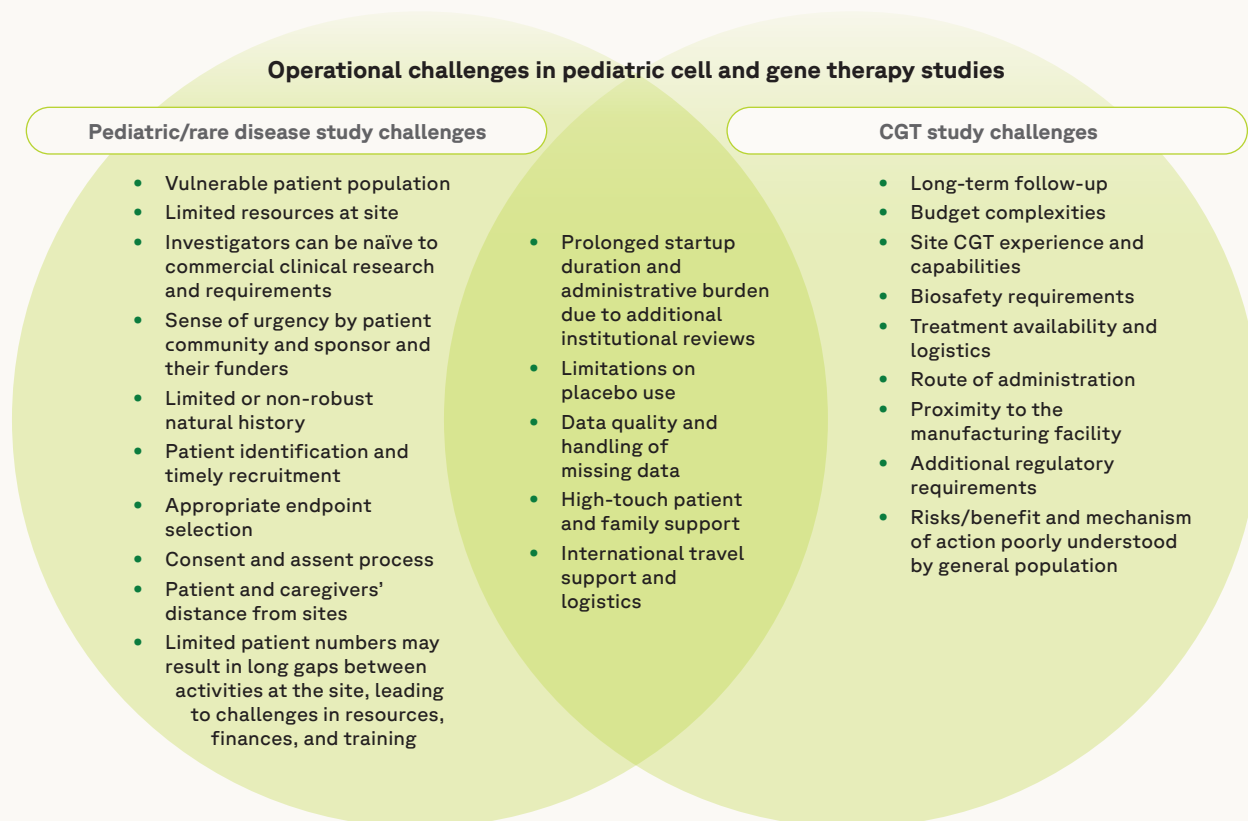 Operational challenges in pediatric cell and gene therapy studies
Pediatric/rare disease study challenges
• Vulnerable patient population
• Limited resources at site
• Investigators can be naïve to
commercial clinical research
and requirements
• Sense of urgency by patient
community and sponsor and
their funders
• Limited or non-robust
natural history
• Patient identification and
timely recruitment
• Appropriate endpoint
selection
• Consent and assent process
• Patient and caregivers’
distance from sites
• Limited patient numbers may
result in long gaps between
activities at the site, leading
to challenges in resources,
finances, and training
• Prolonged startup
duration and
administrative burden
due to additional
institutional reviews
• Limitations on
placebo use
• Data quality and
handling of
missing data
• High-touch patient
and family support
• International travel
support and
logistics
CGT study challenges
• Long-term follow-up
• Budget complexities
• Site CGT experience and
capabilities
• Biosafety requirements
• Treatment availability and
logistics
• Route of administration
• Proximity to the
manufacturing facility
• Additional regulatory
requirements
• Risks/benefit and mechanism
of action poorly understood
by general population